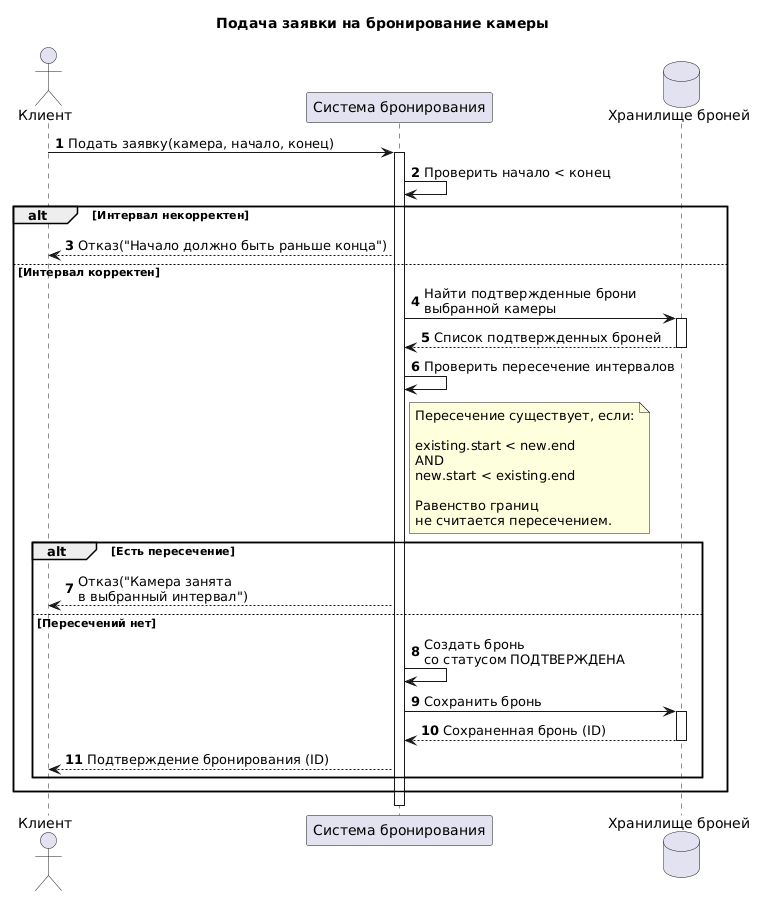 Подача заявки на бронирование камеры
Клиент
Система бронирования
Хранилище броней
1 Подать заявку(камера, начало, конец)
2 Проверить начало < конец
alt [Интервал некорректен]
3 Отказ("Начало должно быть раньше конца")
[Интервал корректен]
4 Найти подтвержденные брони
выбранной камеры
5 Список подтвержденных броней
6 Проверить пересечение интервалов
Пересечение существует, если:
existing.start < new.end
AND
new.start < existing.end
Равенство границ
не считается пересечением.
alt [Есть пересечение]
7 Отказ("Камера занята
в выбранный интервал")
[Пересечений нет]
8 Создать бронь
со статусом ПОДТВЕРЖДЕНА
9 Сохранить бронь
10 Сохраненная бронь (ID)
11 Подтверждение бронирования (ID)
Клиент
Система бронирования
Хранилище броней